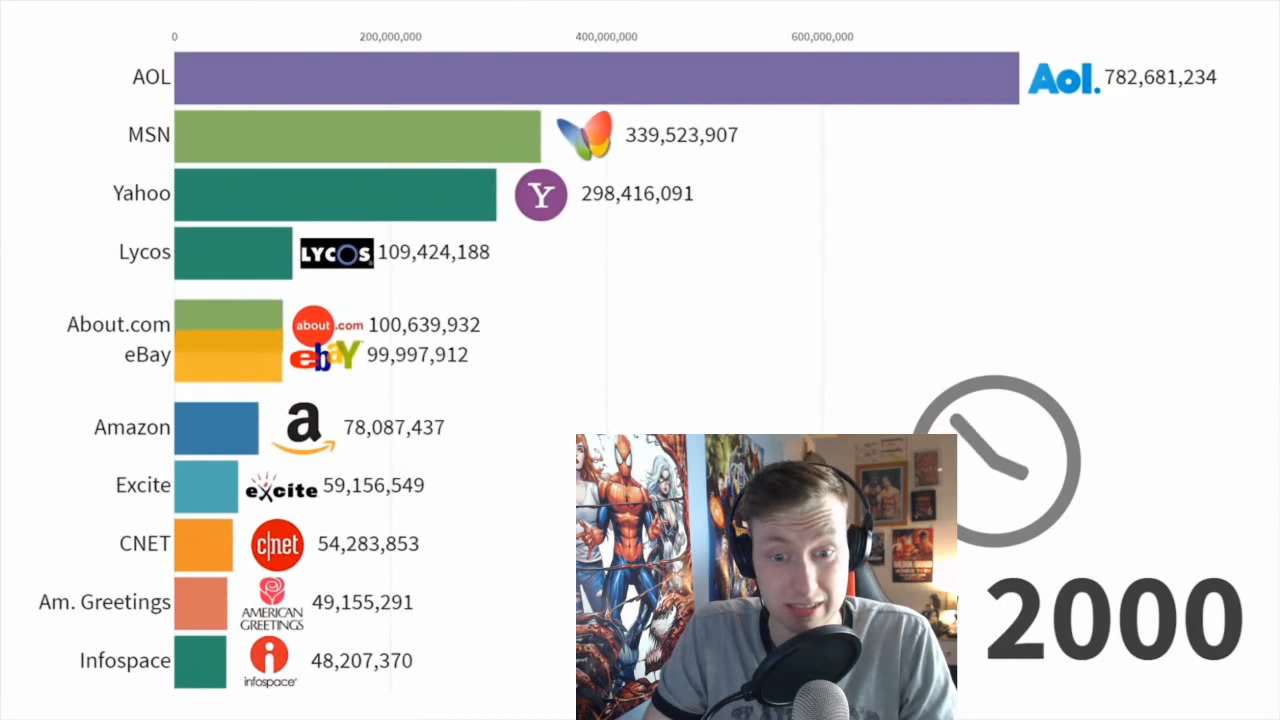 0 200,000,000 400,000,000 600,000,000
AOL Aol. 782,681,234
MSN 339,523,907
Yahoo Y 298,416,091
Lycos LYCOS 109,424,188
About.com about.com 100,639,932
eBay ebaY 99,997,912
Amazon a 78,087,437
Excite excite 59,156,549
CNET c|net 54,283,853
Am. Greetings AMERICAN GREETINGS 49,155,291
Infospace i infospace 48,207,370
2000